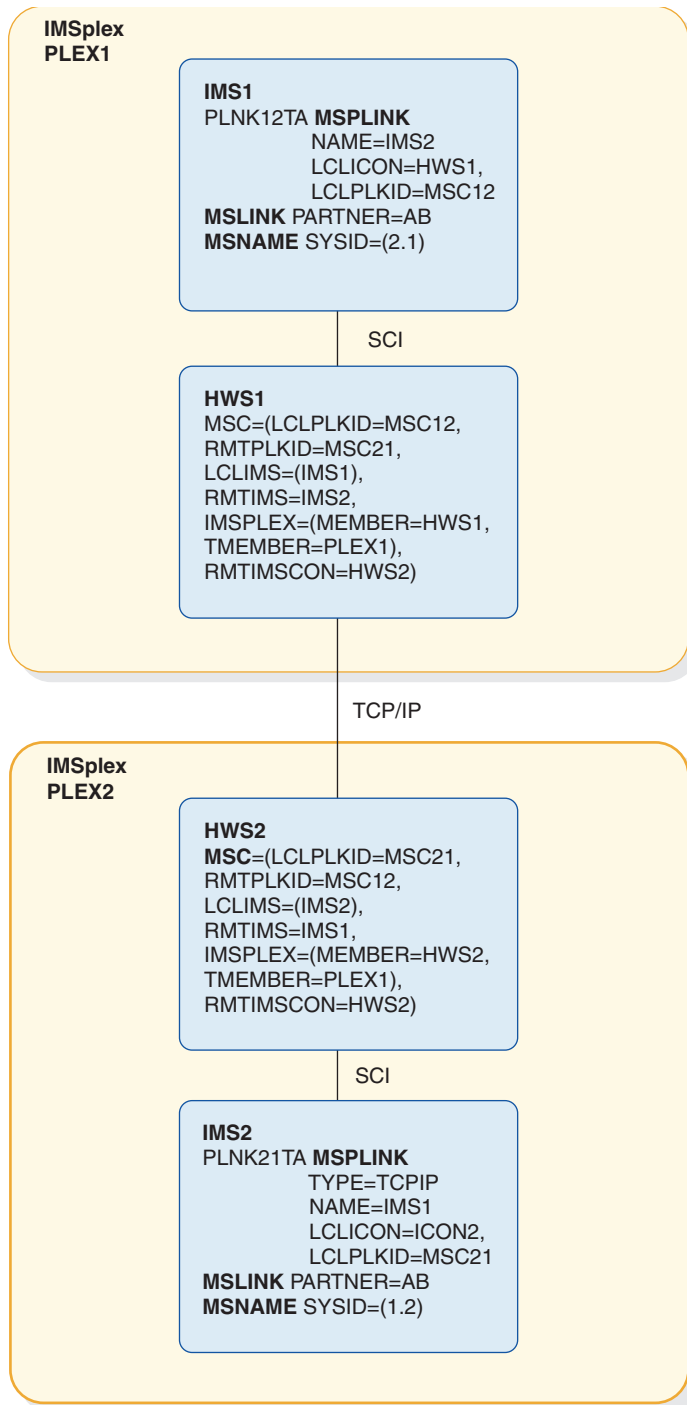 IMSplex
PLEX1
IMS1
PLNK12TA MSPLINK
NAME=IMS2
LCLICON=HWS1,
LCLPLKID=MSC12
MSLINK PARTNER=AB
MSNAME SYSID=(2.1)
SCI
HWS1
MSC=(LCLPLKID=MSC12,
RMTPLKID=MSC21,
LCLIMS=(IMS1),
RMTIMS=IMS2,
IMSPLEX=(MEMBER=HWS1,
TMEMBER=PLEX1),
RMTIMSCON=HWS2)
TCP/IP
IMSplex
PLEX2
HWS2
MSC=(LCLPLKID=MSC21,
RMTPLKID=MSC12,
LCLIMS=(IMS2),
RMTIMS=IMS1,
IMSPLEX=(MEMBER=HWS2,
TMEMBER=PLEX1),
RMTIMSCON=HWS2)
SCI
IMS2
PLNK21TA MSPLINK
TYPE=TCPIP
NAME=IMS1
LCLICON=ICON2,
LCLPLKID=MSC21
MSLINK PARTNER=AB
MSNAME SYSID=(1.2)